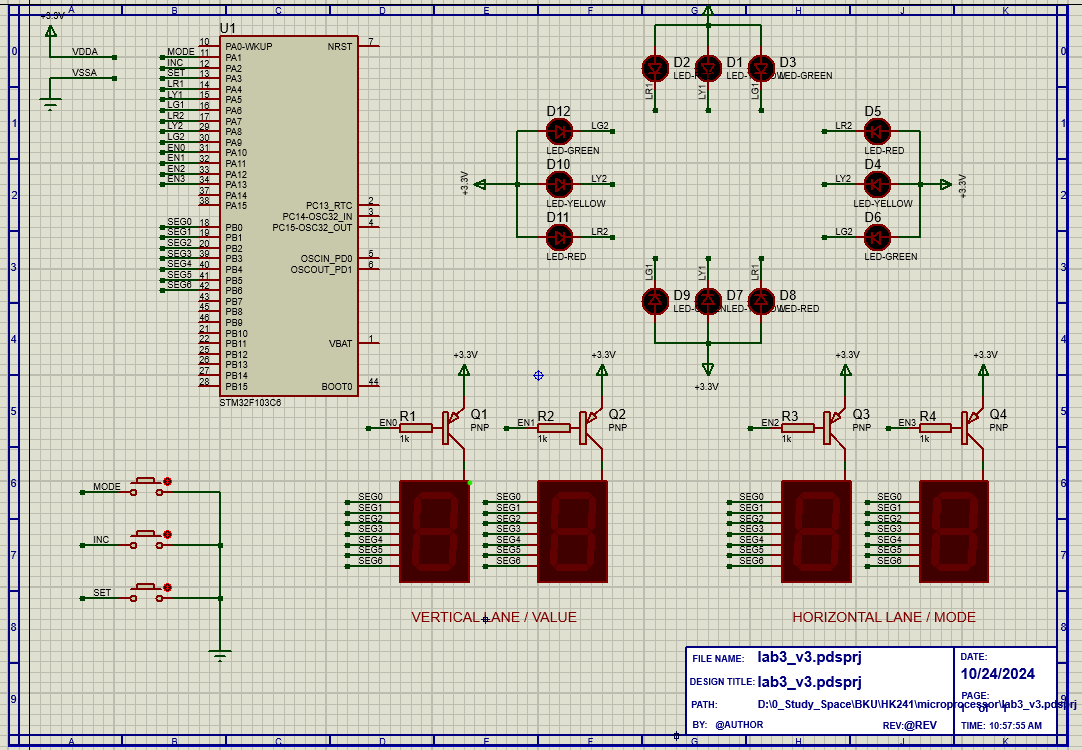 A B C D E F G H J K
+3.3V
VDDA
VSSA
U1
10 PA0-WKUP NRST 7
MODE 11 PA1
INC 12 PA2
SET 13 PA3
LR1 14 PA4
LY1 15 PA5
LG1 16 PA6
LR2 17 PA7
LY2 29 PA8
LG2 30 PA9
EN0 31 PA10
EN1 32 PA11
EN2 33 PA12
EN3 34 PA13
37 PA14
38 PA15
PC13_RTC 2
PC14-OSC32_IN 3
PC15-OSC32_OUT 4
SEG0 18 PB0
SEG1 19 PB1
SEG2 20 PB2
SEG3 39 PB3
SEG4 40 PB4
SEG5 41 PB5
SEG6 42 PB6
OSCIN_PD0 5
OSCOUT_PD1 6
43 PB7
45 PB8
46 PB9
21 PB10
22 PB11
25 PB12
26 PB13
27 PB14
28 PB15
VBAT 1
BOOT0 44
STM32F103C6
D2 D1 D3
LED-GREEN
LR1 LY1 LG1
D12 LG2
LED-GREEN
D10 LY2
+3.3V
LED-YELLOW
D11 LR2
LED-RED
D5 LR2
LED-RED
D4 LY2
+3.3V
LED-YELLOW
D6 LG2
LED-GREEN
LG1 LY1 LR1
D9 D7 D8
LED-RED
+3.3V
+3.3V +3.3V +3.3V +3.3V
EN0 R1 1k Q1 PNP
EN1 R2 1k Q2 PNP
EN2 R3 1k Q3 PNP
EN3 R4 1k Q4 PNP
MODE
INC
SET
SEG0 SEG0 SEG0 SEG0
SEG1 SEG1 SEG1 SEG1
SEG2 SEG2 SEG2 SEG2
SEG3 SEG3 SEG3 SEG3
SEG4 SEG4 SEG4 SEG4
SEG5 SEG5 SEG5 SEG5
SEG6 SEG6 SEG6 SEG6
VERTICAL LANE / VALUE
HORIZONTAL LANE / MODE
FILE NAME: lab3_v3.pdsprj
DESIGN TITLE: lab3_v3.pdsprj
PATH: D:\0_Study_Space\BKU\HK241\microprocessor\lab3_v3.pdsprj
BY: @AUTHOR REV:@REV
DATE:
10/24/2024
PAGE:
TIME: 10:57:55 AM
0 0
1 1
2 2
3 3
4 4
5 5
6 6
7 7
8 8
9
A B C D E F G H J K